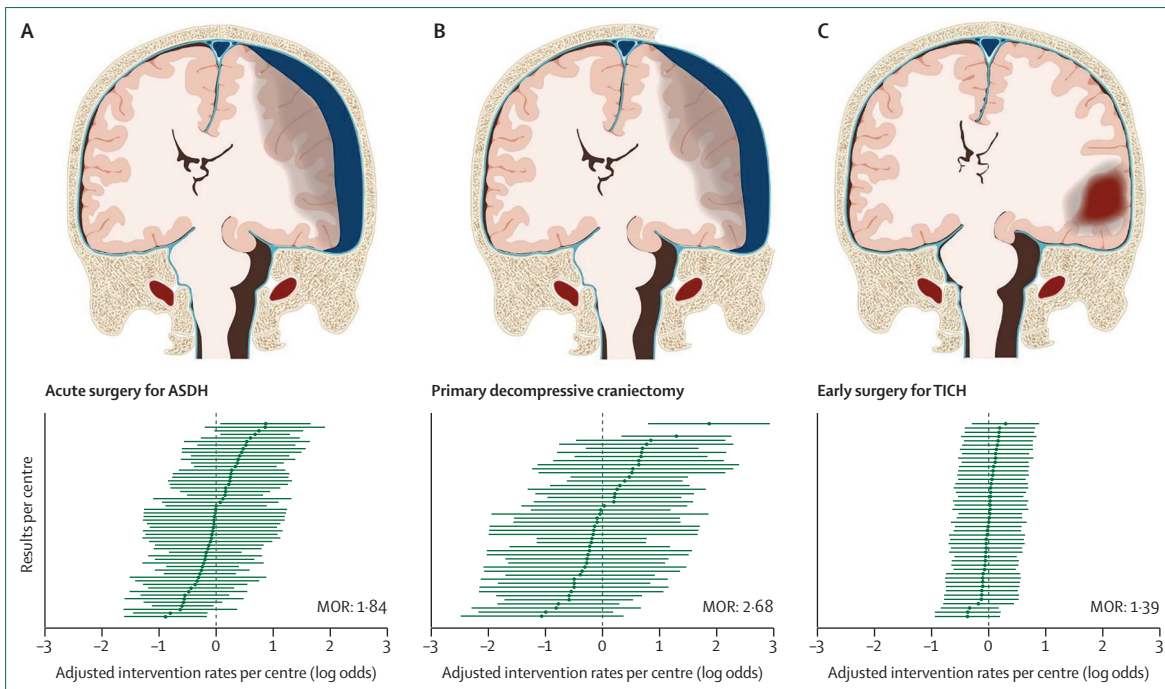 A
B
C
Acute surgery for ASDH
Results per centre
MOR: 1·84
–3
–2
–1
0
1
2
3
Adjusted intervention rates per centre (log odds)
Primary decompressive craniectomy
MOR: 2·68
–3
–2
–1
0
1
2
3
Adjusted intervention rates per centre (log odds)
Early surgery for TICH
MOR: 1·39
–3
–2
–1
0
1
2
3
Adjusted intervention rates per centre (log odds)